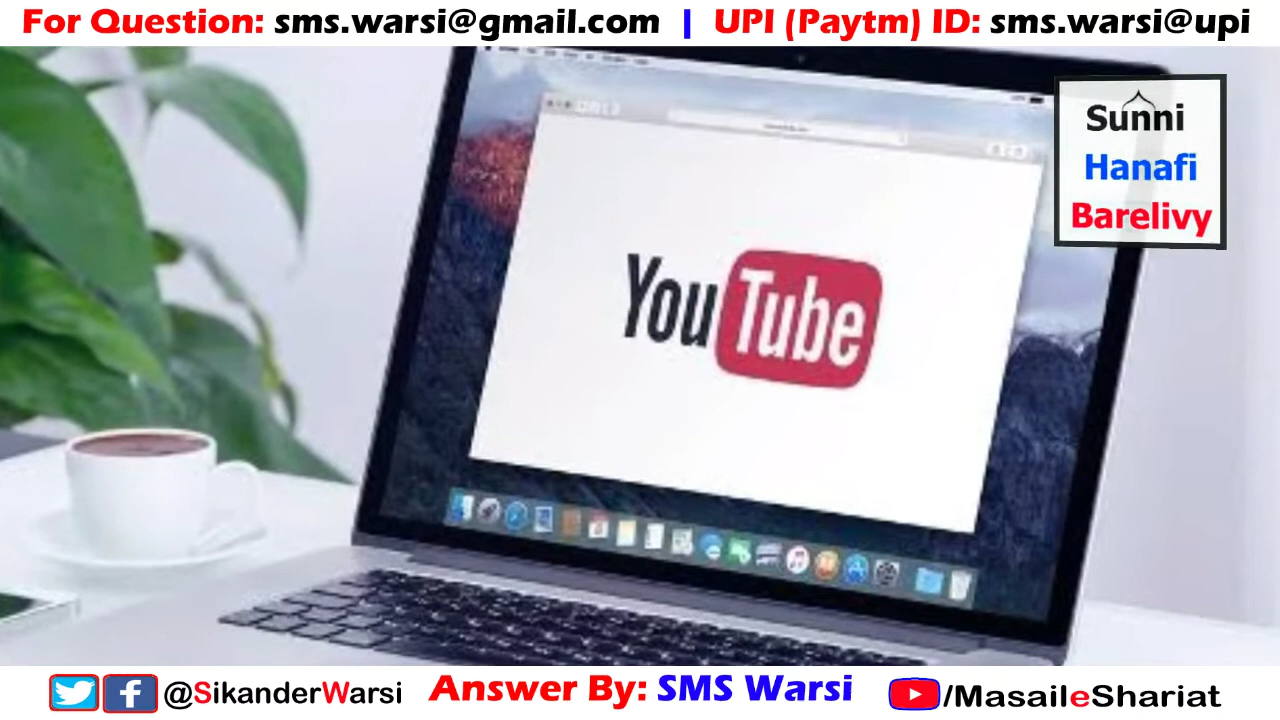 For Question: sms.warsi@gmail.com | UPI (Paytm) ID: sms.warsi@upi
Sunni
Hanafi
Barelivy
YouTube
@SikanderWarsi Answer By: SMS Warsi /MasaileShariat